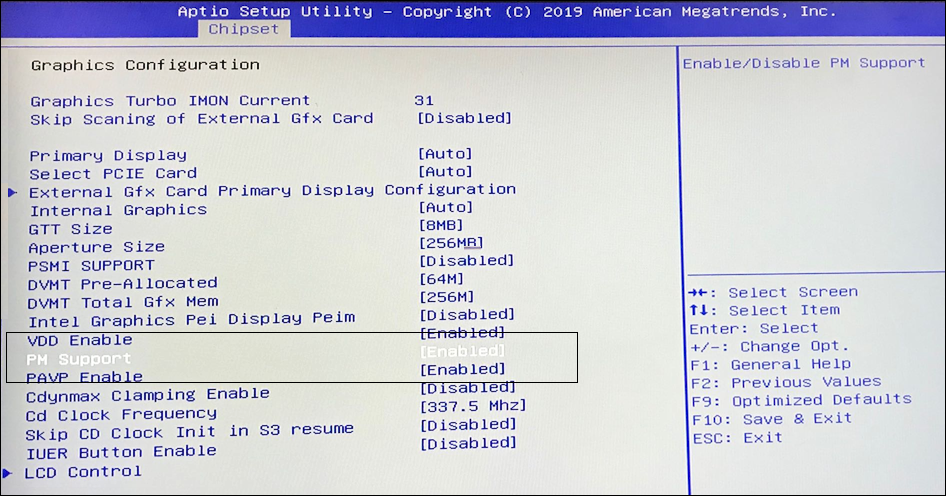 Aptio Setup Utility – Copyright (C) 2019 American Megatrends, Inc.
Chipset
Graphics Configuration
Graphics Turbo IMON Current 31
Skip Scaning of External Gfx Card [Disabled]
Primary Display [Auto]
Select PCIE Card [Auto]
External Gfx Card Primary Display Configuration
Internal Graphics [Auto]
GTT Size [8MB]
Aperture Size [256MB]
PSMI SUPPORT [Disabled]
DVMT Pre-Allocated [64M]
DVMT Total Gfx Mem [256M]
Intel Graphics Pei Display Peim [Disabled]
VDD Enable [Enabled]
PM Support [Enabled]
PAVP Enable [Enabled]
Cdynmax Clamping Enable [Disabled]
Cd Clock Frequency [337.5 Mhz]
Skip CD Clock Init in S3 resume [Disabled]
IUER Button Enable [Disabled]
LCD Control
Enable/Disable PM Support
→←: Select Screen
↑↓: Select Item
Enter: Select
+/-: Change Opt.
F1: General Help
F2: Previous Values
F9: Optimized Defaults
F10: Save & Exit
ESC: Exit